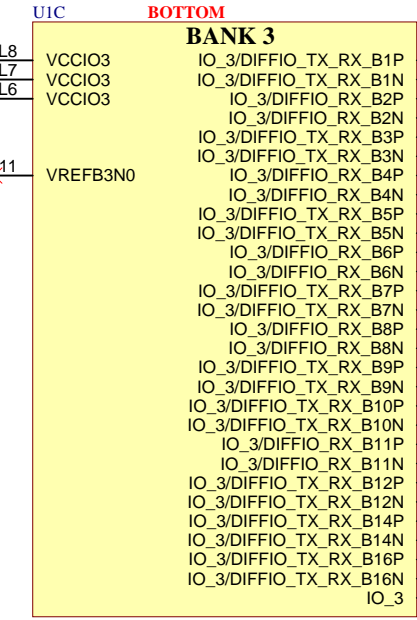 U1C BOTTOM
BANK 3
L8 VCCIO3 IO_3/DIFFIO_TX_RX_B1P
L7 VCCIO3 IO_3/DIFFIO_TX_RX_B1N
L6 VCCIO3 IO_3/DIFFIO_RX_B2P
IO_3/DIFFIO_RX_B2N
IO_3/DIFFIO_TX_RX_B3P
IO_3/DIFFIO_TX_RX_B3N
11 VREFB3N0 IO_3/DIFFIO_RX_B4P
IO_3/DIFFIO_RX_B4N
IO_3/DIFFIO_TX_RX_B5P
IO_3/DIFFIO_TX_RX_B5N
IO_3/DIFFIO_RX_B6P
IO_3/DIFFIO_RX_B6N
IO_3/DIFFIO_TX_RX_B7P
IO_3/DIFFIO_TX_RX_B7N
IO_3/DIFFIO_RX_B8P
IO_3/DIFFIO_RX_B8N
IO_3/DIFFIO_TX_RX_B9P
IO_3/DIFFIO_TX_RX_B9N
IO_3/DIFFIO_TX_RX_B10P
IO_3/DIFFIO_TX_RX_B10N
IO_3/DIFFIO_RX_B11P
IO_3/DIFFIO_RX_B11N
IO_3/DIFFIO_TX_RX_B12P
IO_3/DIFFIO_TX_RX_B12N
IO_3/DIFFIO_TX_RX_B14P
IO_3/DIFFIO_TX_RX_B14N
IO_3/DIFFIO_TX_RX_B16P
IO_3/DIFFIO_TX_RX_B16N
IO_3